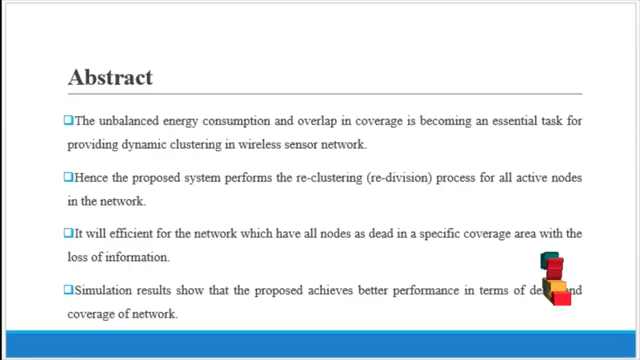 Abstract
The unbalanced energy consumption and overlap in coverage is becoming an essential task for
providing dynamic clustering in wireless sensor network.
Hence the proposed system performs the re-clustering (re-division) process for all active nodes
in the network.
It will efficient for the network which have all nodes as dead in a specific coverage area with the
loss of information.
Simulation results show that the proposed achieves better performance in terms of and
coverage of network.